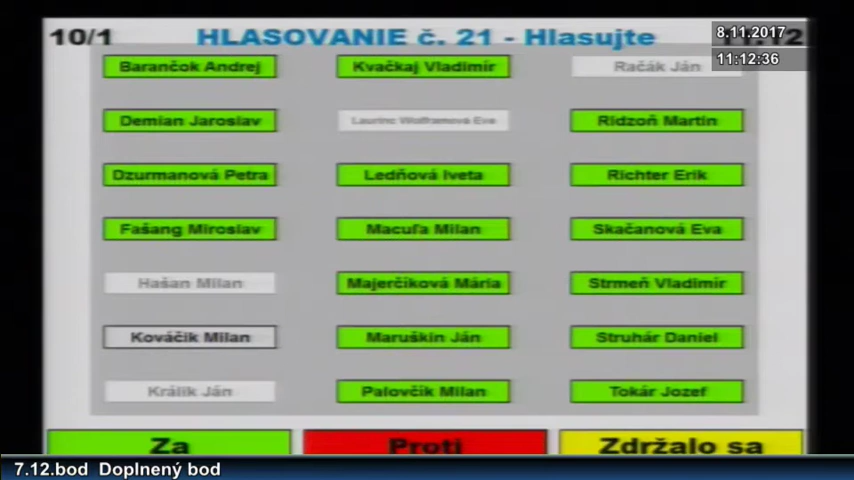 10/1 HLASOVANIE č. 21 - Hlasujte 11:12
8.11.2017
11:12:36
Barančok Andrej Kvačkaj Vladimír Račák Ján
Demian Jaroslav Laurinc Wolframová Eva Ridzoň Martin
Dzurmanová Petra Ledňová Iveta Richter Erik
Fašang Miroslav Macuľa Milan Skačanová Eva
Hašan Milan Majerčíková Mária Strmeň Vladimír
Kováčik Milan Maruškin Ján Struhár Daniel
Králik Ján Palovčík Milan Tokár Jozef
Za Proti Zdržalo sa
7.12.bod Doplnený bod